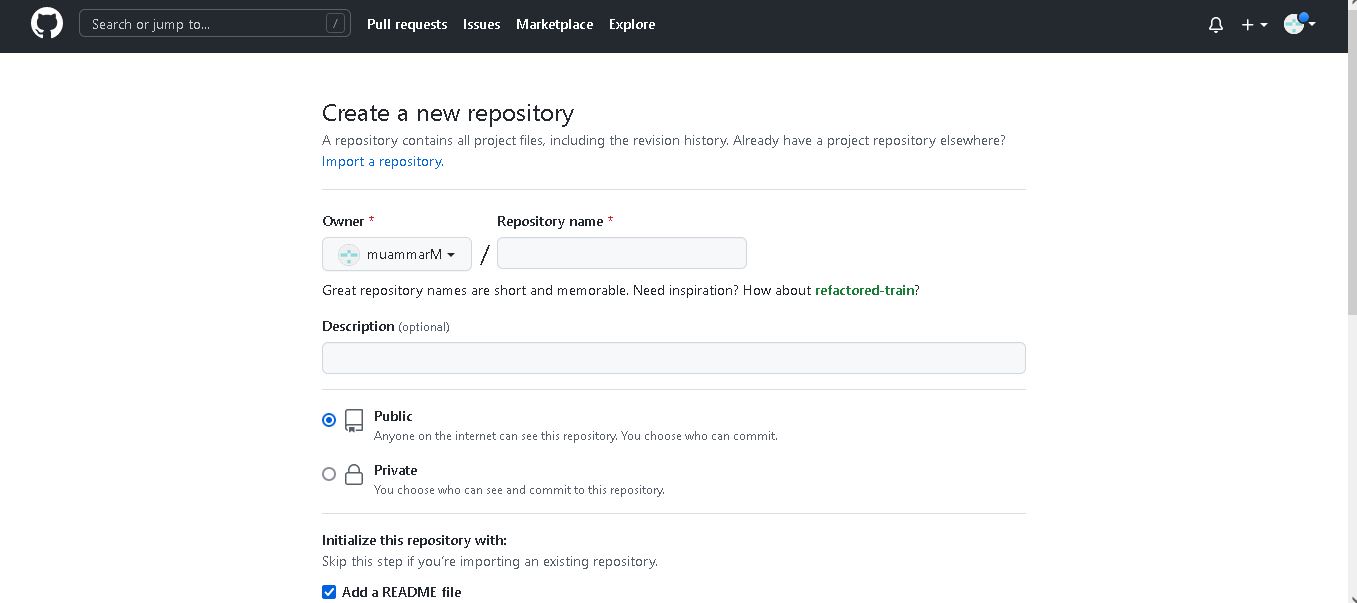 Search or jump to... /
Pull requests Issues Marketplace Explore
Create a new repository
A repository contains all project files, including the revision history. Already have a project repository elsewhere?
Import a repository.
Owner * Repository name *
muammarM /
Great repository names are short and memorable. Need inspiration? How about refactored-train?
Description (optional)
Public
Anyone on the internet can see this repository. You choose who can commit.
Private
You choose who can see and commit to this repository.
Initialize this repository with:
Skip this step if you're importing an existing repository.
Add a README file